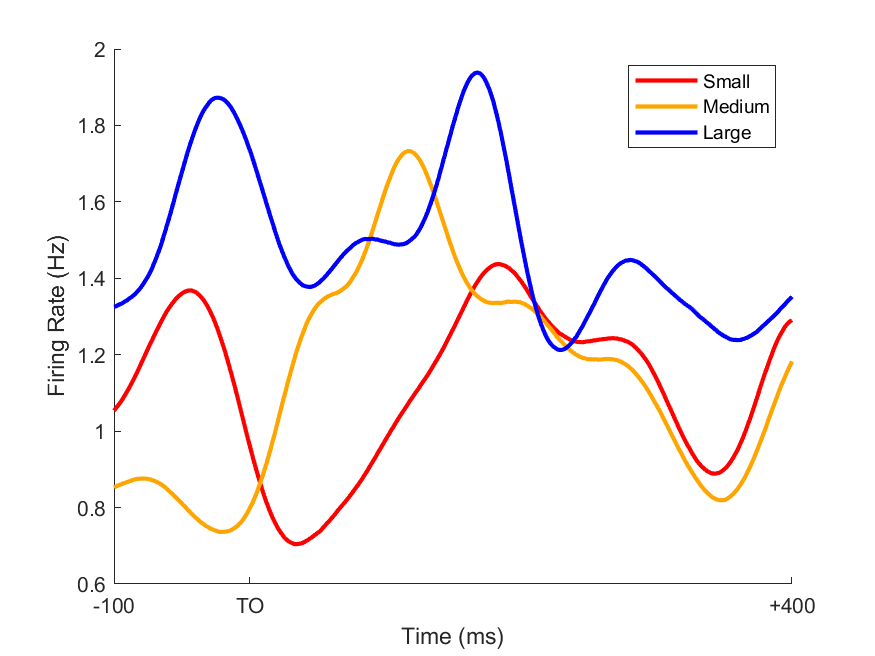 2
1.8
1.6
1.4
1.2
1
0.8
0.6
Firing Rate (Hz)
Small
Medium
Large
-100 TO +400
Time (ms)